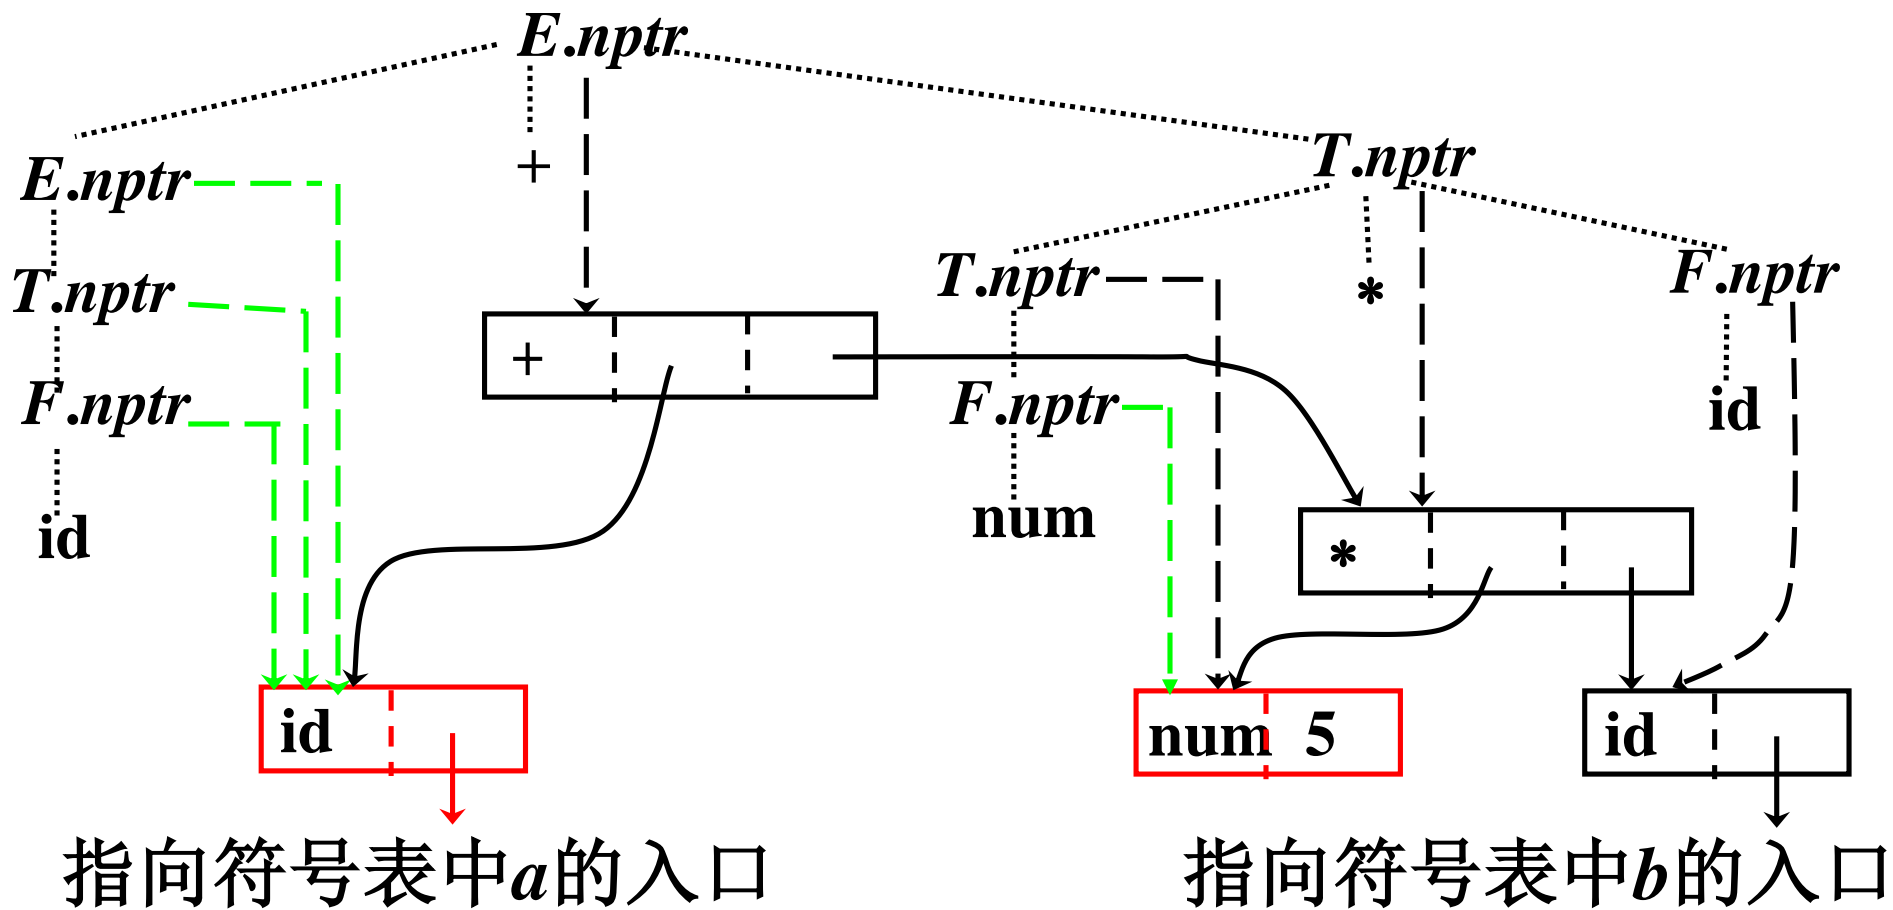 E.nptr
+
T.nptr
E.nptr
T.nptr
*
F.nptr
T.nptr
+
F.nptr
F.nptr
id
num
id
*
id
num 5
id
指向符号表中a的入口
指向符号表中b的入口